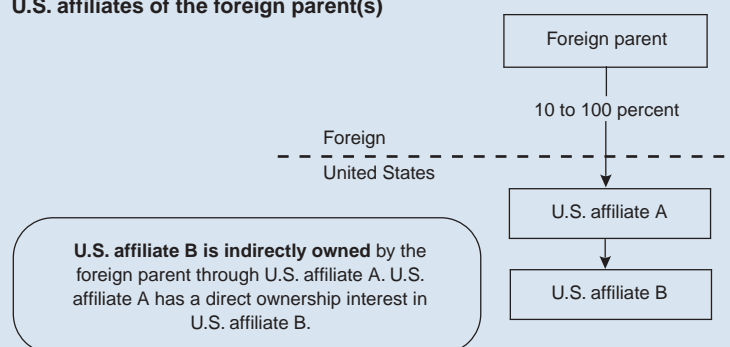 U.S. affiliates of the foreign parent(s)
Foreign parent
10 to 100 percent
Foreign
United States
U.S. affiliate A
U.S. affiliate B is indirectly owned by the
foreign parent through U.S. affiliate A. U.S.
affiliate A has a direct ownership interest in
U.S. affiliate B.
U.S. affiliate B